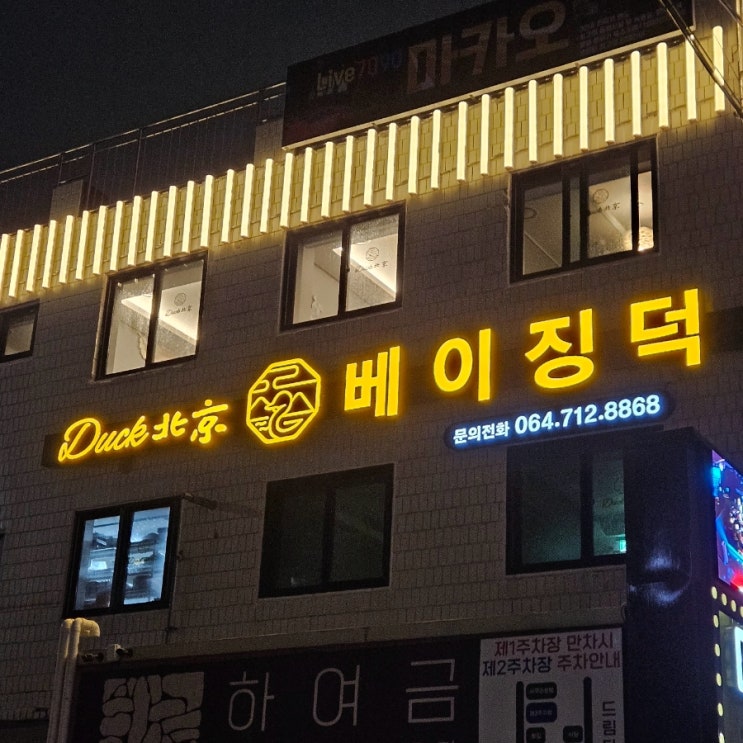 Live7090 마카오
Duck北京 베이징덕
문의전화 064.712.8868
하여금
제1주차장 만차시
제2주차장 주차안내